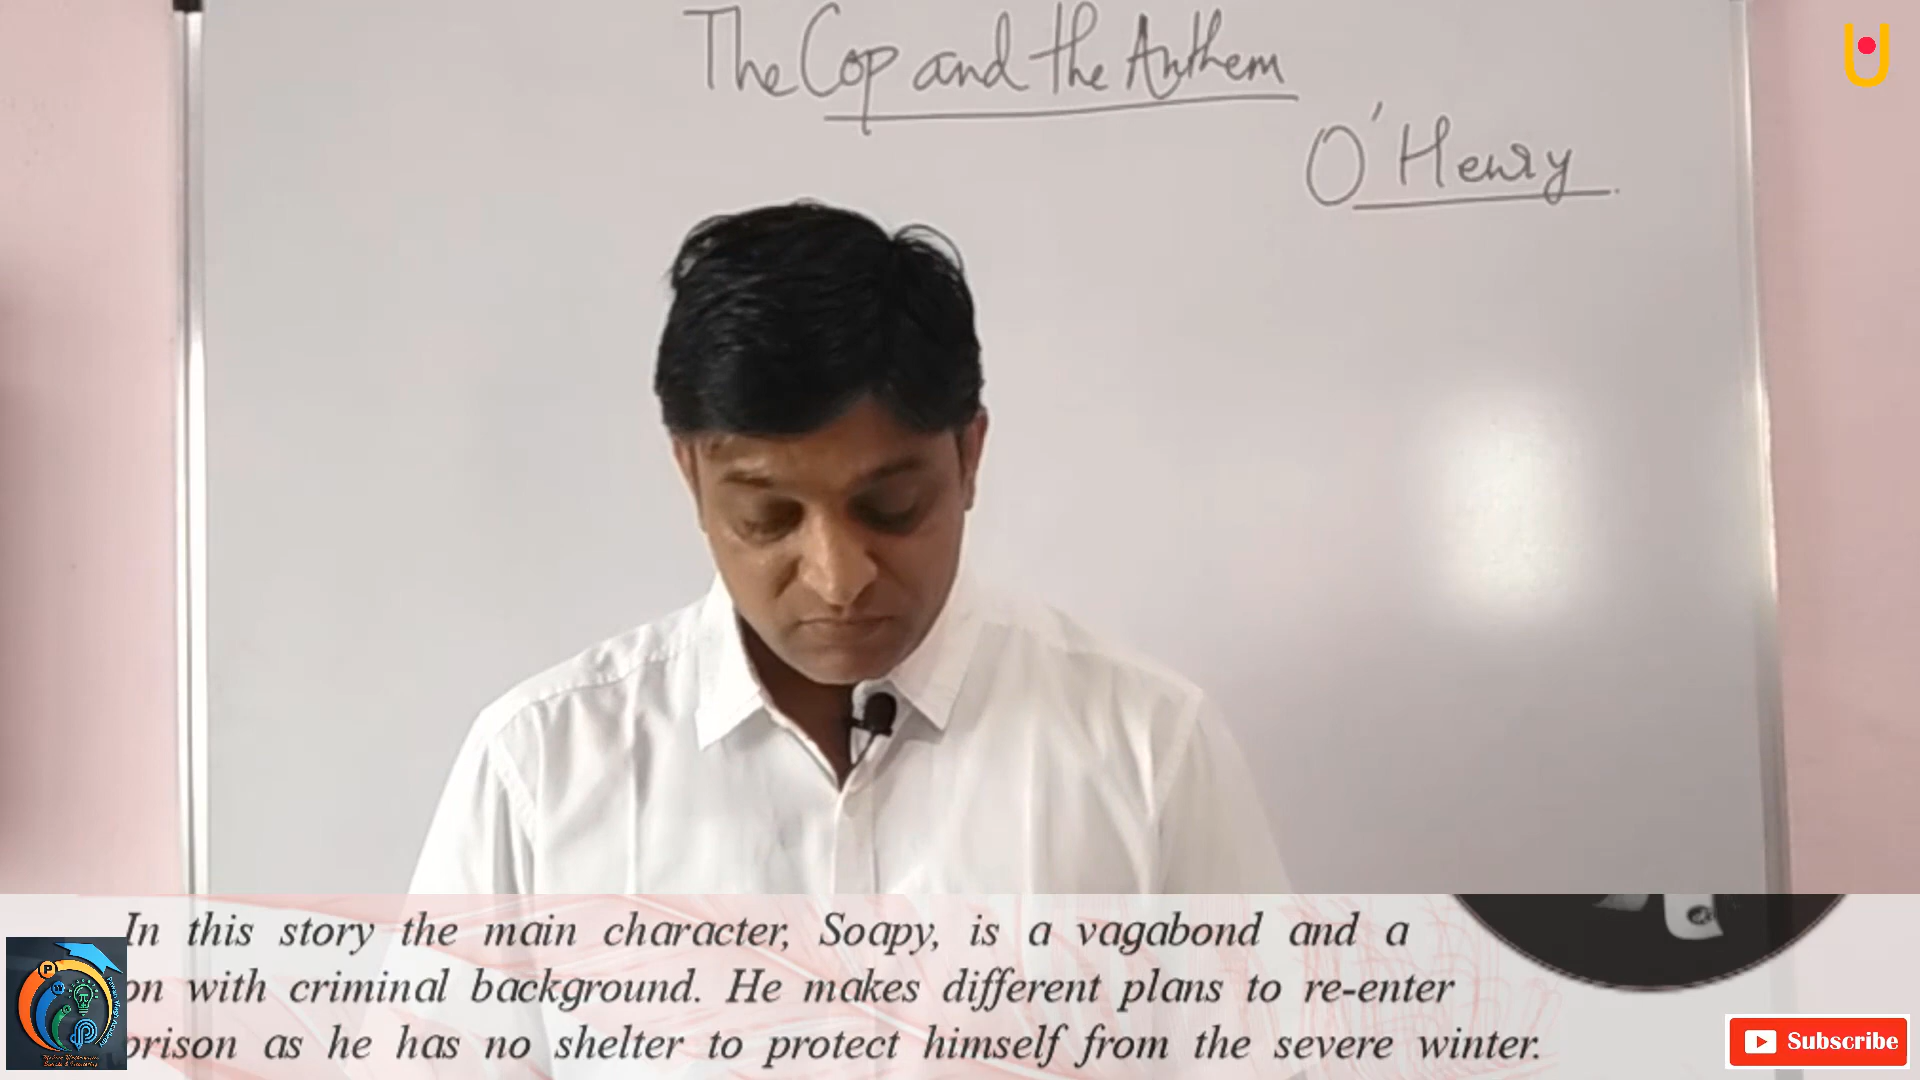 The Cop and the Anthem
O'Henry
In this story the main character, Soapy, is a vagabond and a
on with criminal background. He makes different plans to re-enter
prison as he has no shelter to protect himself from the severe winter.
Subscribe